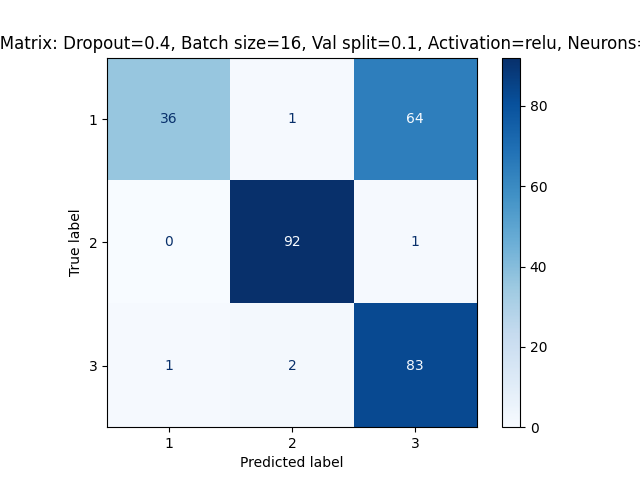 Matrix: Dropout=0.4, Batch size=16, Val split=0.1, Activation=relu, Neurons=
36 1 64
0 92 1
1 2 83
1
2
3
True label
1 2 3
Predicted label
80
60
40
20
0